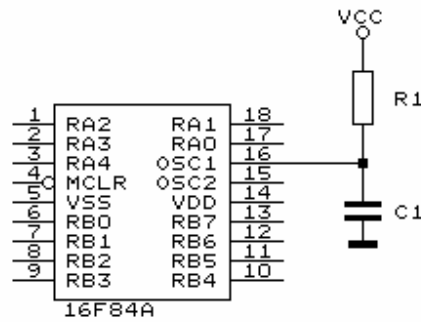 VCC
R1
1 RA2 RA1 18
2 RA3 RA0 17
3 RA4 OSC1 16
4 MCLR OSC2 15
5 VSS VDD 14
6 RB0 RB7 13
7 RB1 RB6 12
8 RB2 RB5 11
9 RB3 RB4 10
C1
16F84A